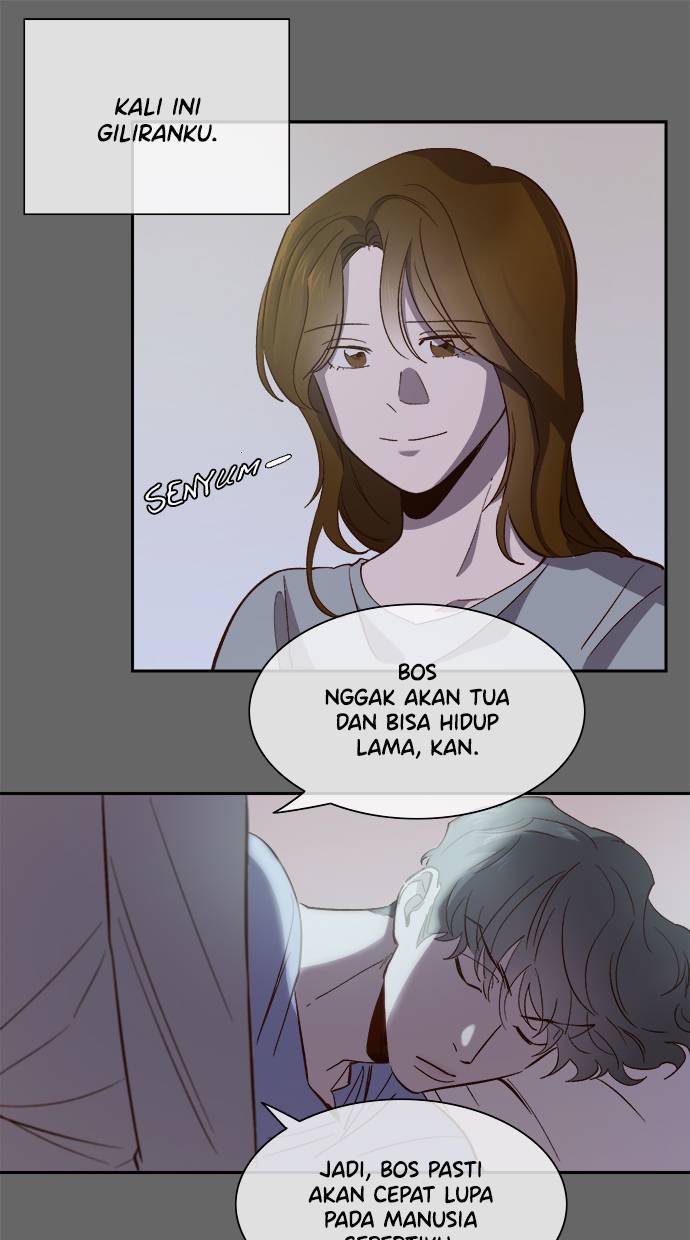 KALI INI
GILIRANKU.
SENYUM
BOS
NGGAK AKAN TUA
DAN BISA HIDUP
LAMA, KAN.
JADI, BOS PASTI
AKAN CEPAT LUPA
PADA MANUSIA